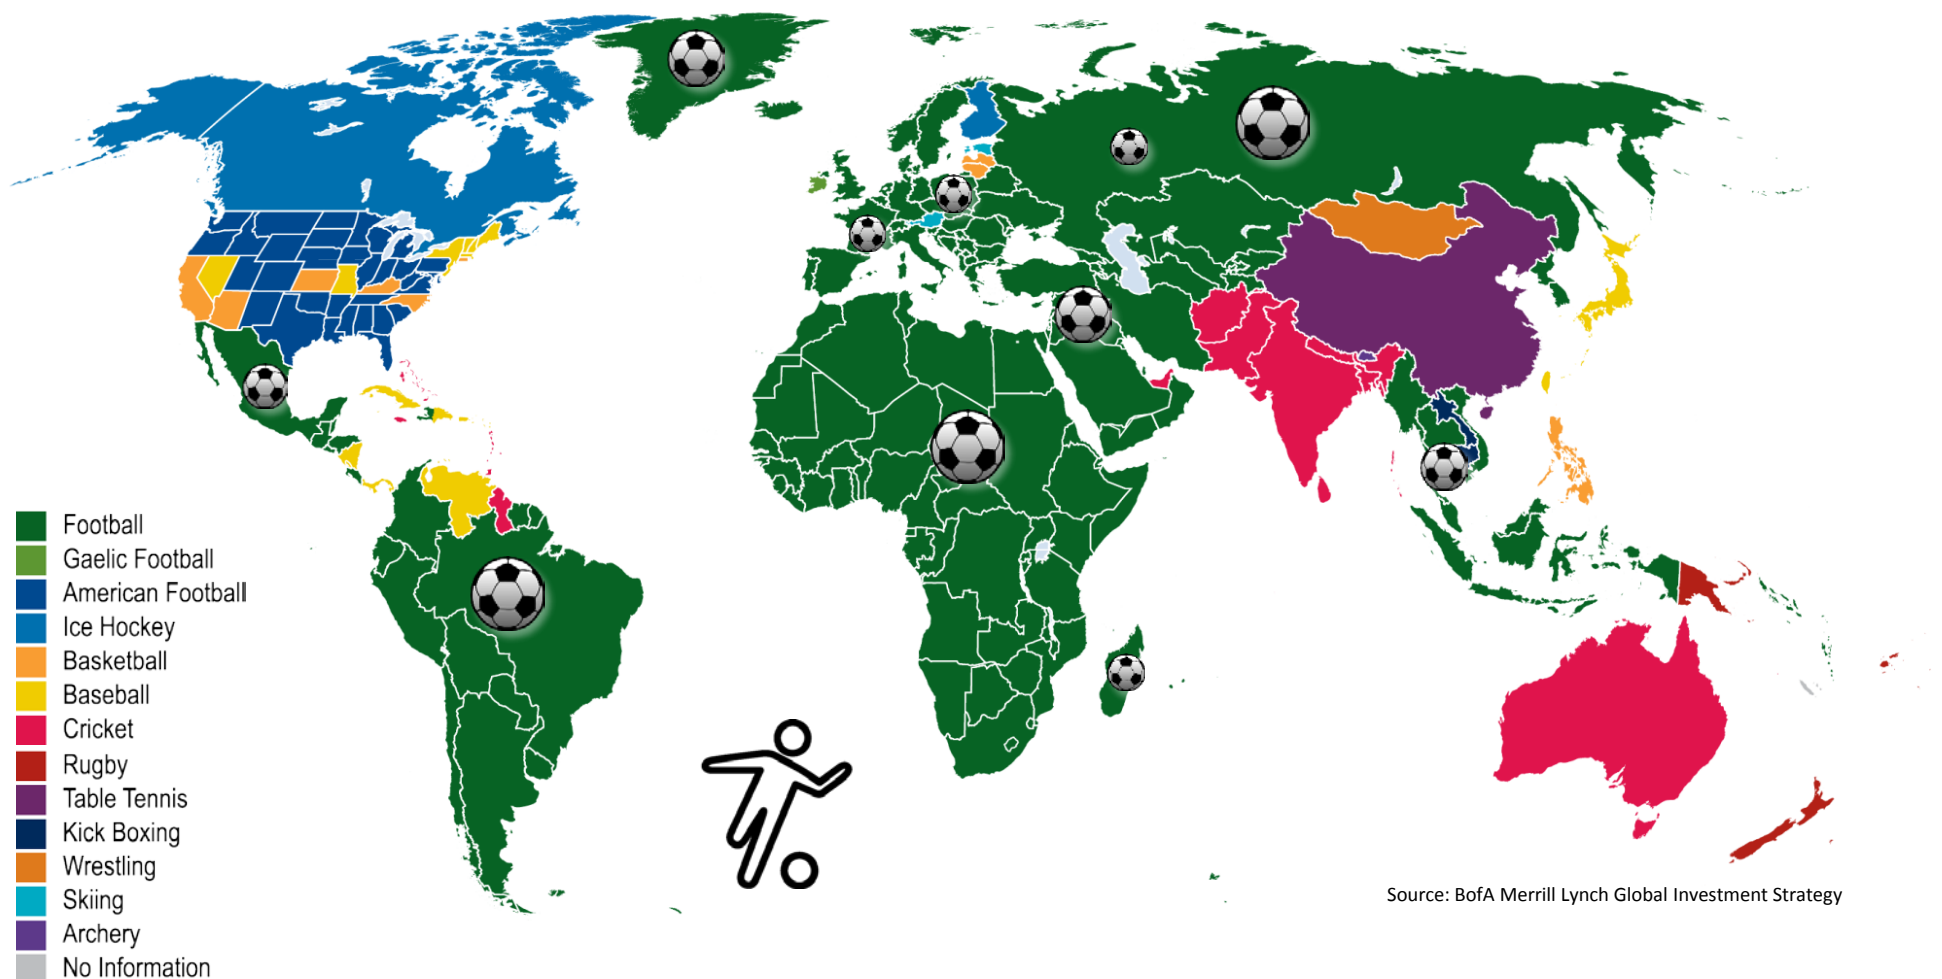 Football
Gaelic Football
American Football
Ice Hockey
Basketball
Baseball
Cricket
Rugby
Table Tennis
Kick Boxing
Wrestling
Skiing
Archery
No Information
Source: BofA Merrill Lynch Global Investment Strategy